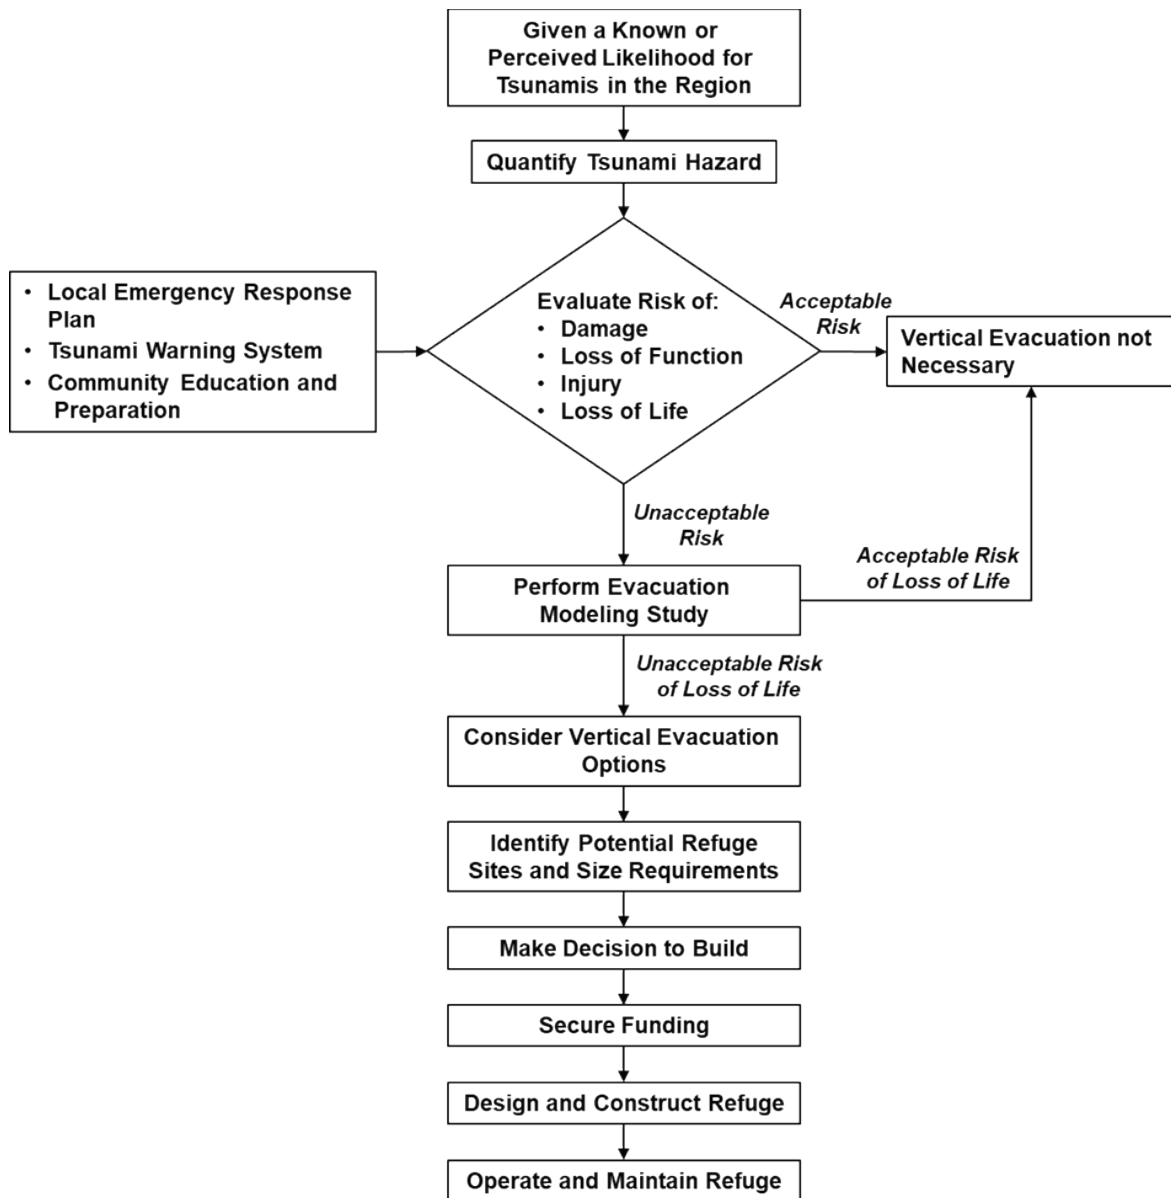 Given a Known or
Perceived Likelihood for
Tsunamis in the Region
Quantify Tsunami Hazard
• Local Emergency Response
Plan
• Tsunami Warning System
• Community Education and
Preparation
Evaluate Risk of:
• Damage
• Loss of Function
• Injury
• Loss of Life
Acceptable
Risk
Vertical Evacuation not
Necessary
Unacceptable
Risk
Perform Evacuation
Modeling Study
Acceptable Risk
of Loss of Life
Unacceptable Risk
of Loss of Life
Consider Vertical Evacuation
Options
Identify Potential Refuge
Sites and Size Requirements
Make Decision to Build
Secure Funding
Design and Construct Refuge
Operate and Maintain Refuge